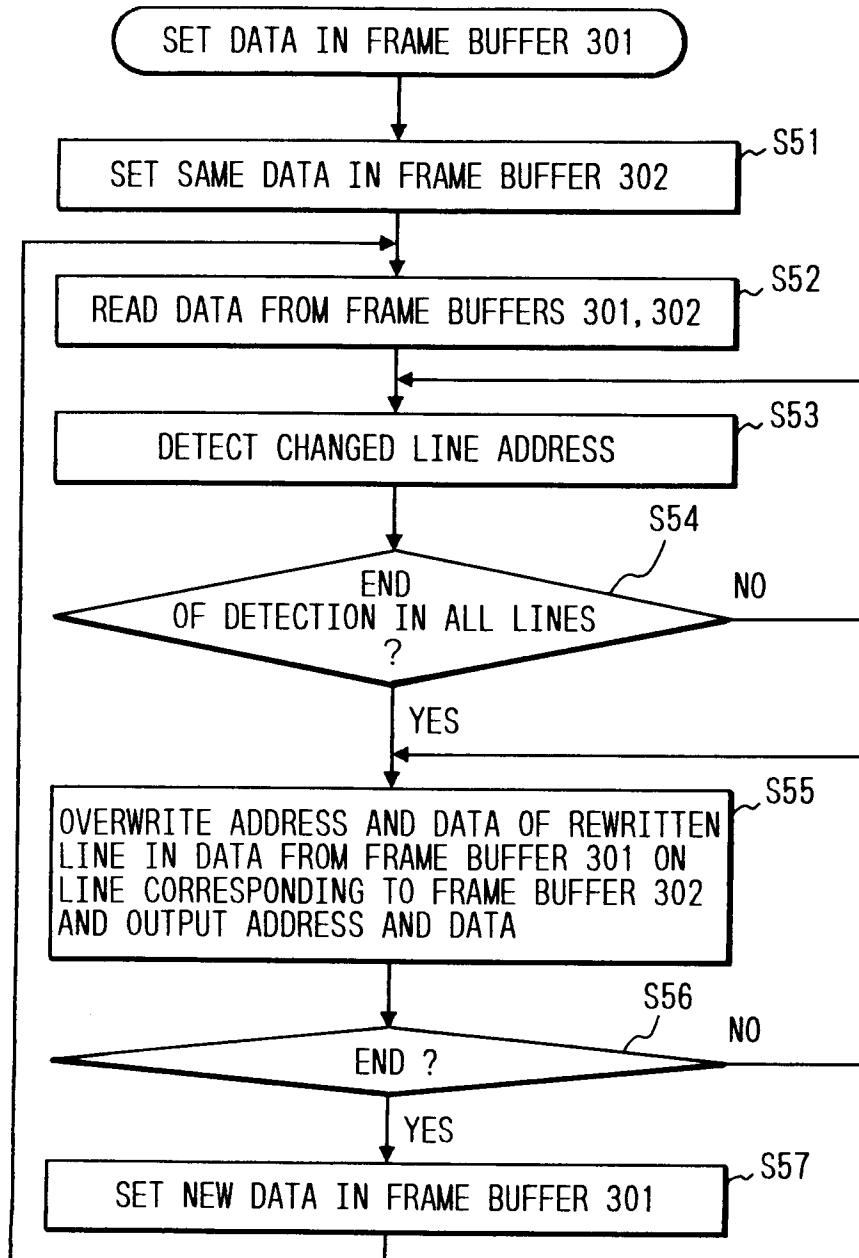 SET DATA IN FRAME BUFFER 301
S51
SET SAME DATA IN FRAME BUFFER 302
S52
READ DATA FROM FRAME BUFFERS 301, 302
S53
DETECT CHANGED LINE ADDRESS
S54
END
OF DETECTION IN ALL LINES
?
NO
YES
S55
OVERWRITE ADDRESS AND DATA OF REWRITTEN
LINE IN DATA FROM FRAME BUFFER 301 ON
LINE CORRESPONDING TO FRAME BUFFER 302
AND OUTPUT ADDRESS AND DATA
S56
END ?
NO
YES
S57
SET NEW DATA IN FRAME BUFFER 301